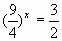 (9/4)^x = 3/2